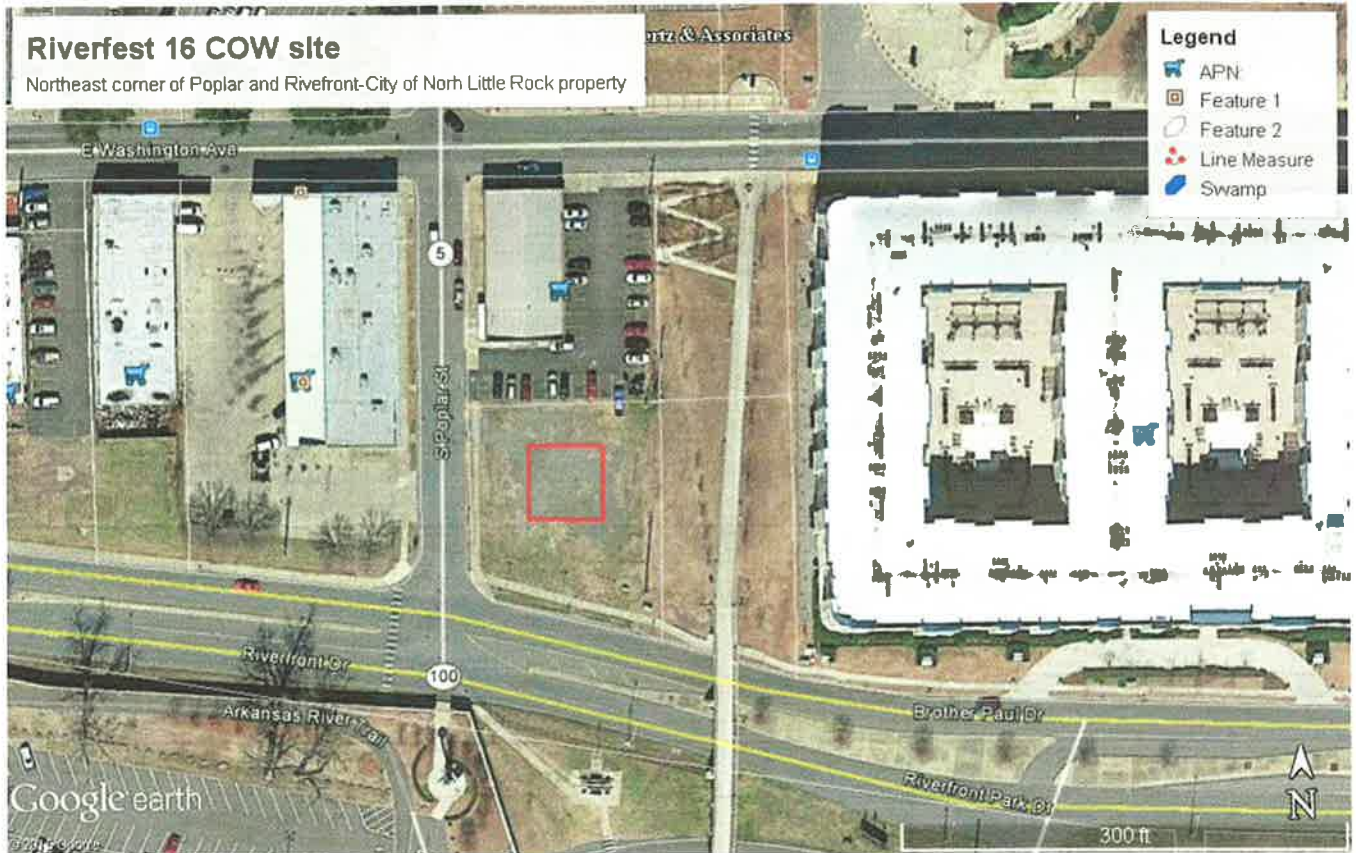 Riverfest 16 COW site
Northeast corner of Poplar and Rivefront-City of Norh Little Rock property
ertz & Associates
Legend
APN
Feature 1
Feature 2
Line Measure
Swamp
E Washington Ave
5
S Poplar St
Riverfront Dr
100
Arkansas River Trail
Brother Paul Dr
Riverfront Park Dr
Google earth
N
300 ft